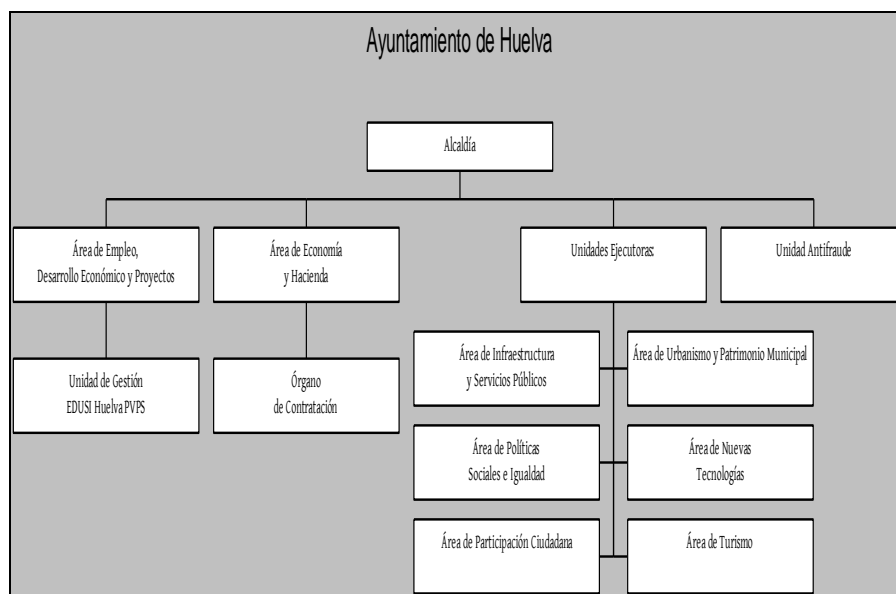 Ayuntamiento de Huelva
Alcaldía
Área de Empleo,
Desarrollo Económico y Proyectos
Área de Economía
y Hacienda
Unidades Ejecutoras:
Unidad Antifraude
Unidad de Gestión
EDUSI Huelva PVPS
Órgano
de Contratación
Área de Infraestructura
y Servicios Públicos
Área de Urbanismo y Patrimonio Municipal
Área de Políticas
Sociales e Igualdad
Área de Nuevas
Tecnologías
Área de Participación Ciudadana
Área de Turismo